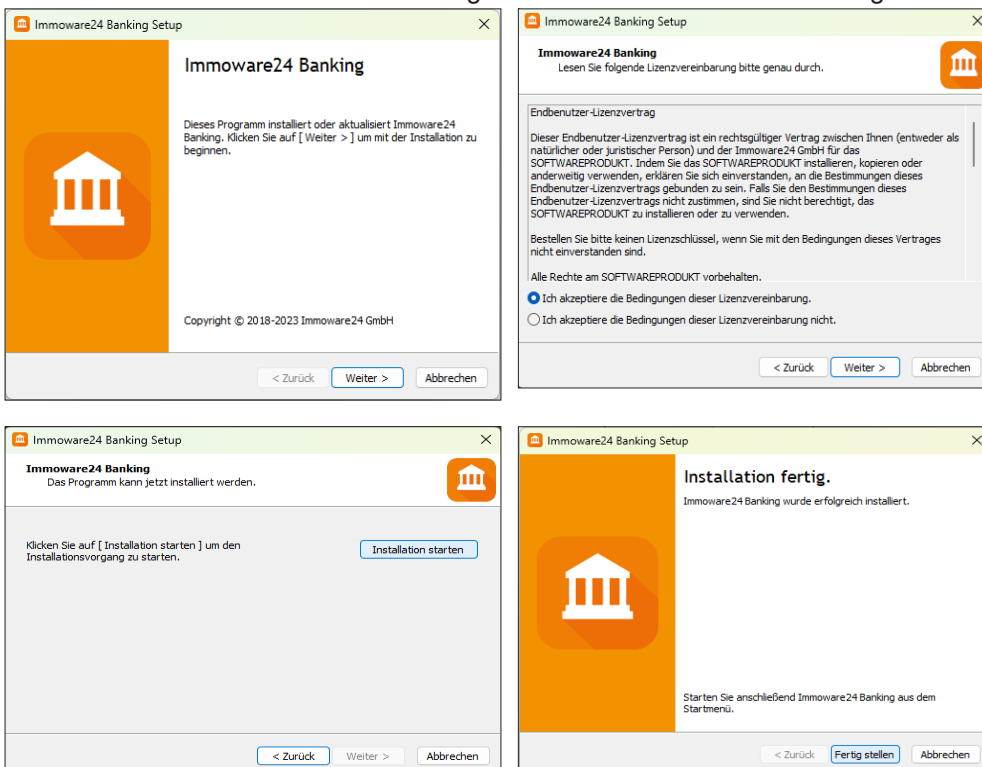 Immoware24 Banking Setup
Immoware24 Banking
Dieses Programm installiert oder aktualisiert Immoware24
Banking. Klicken Sie auf [ Weiter > ] um mit der Installation zu
beginnen.
Copyright © 2018-2023 Immoware24 GmbH
< Zurück Weiter > Abbrechen
Immoware24 Banking Setup
Immoware24 Banking
Lesen Sie folgende Lizenzvereinbarung bitte genau durch.
Endbenutzer-Lizenzvertrag
Dieser Endbenutzer-Lizenzvertrag ist ein rechtsgültiger Vertrag zwischen Ihnen (entweder als
natürlicher oder juristischer Person) und der Immoware24 GmbH für das
SOFTWAREPRODUKT. Indem Sie das SOFTWAREPRODUKT installieren, kopieren oder
anderweitig verwenden, erklären Sie sich einverstanden, an die Bestimmungen dieses
Endbenutzer-Lizenzvertrags gebunden zu sein. Falls Sie den Bestimmungen dieses
Endbenutzer-Lizenzvertrags nicht zustimmen, sind Sie nicht berechtigt, das
SOFTWAREPRODUKT zu installieren oder zu verwenden.
Bestellen Sie bitte keinen Lizenzschlüssel, wenn Sie mit den Bedingungen dieses Vertrages
nicht einverstanden sind.
Alle Rechte am SOFTWAREPRODUKT vorbehalten.
Ich akzeptiere die Bedingungen dieser Lizenzvereinbarung.
Ich akzeptiere die Bedingungen dieser Lizenzvereinbarung nicht.
< Zurück Weiter > Abbrechen
Immoware24 Banking Setup
Immoware24 Banking
Das Programm kann jetzt installiert werden.
Klicken Sie auf [ Installation starten ] um den
Installationsvorgang zu starten.
Installation starten
< Zurück Weiter > Abbrechen
Immoware24 Banking Setup
Installation fertig.
Immoware24 Banking wurde erfolgreich installiert.
Starten Sie anschließend Immoware24 Banking aus dem
Startmenü.
< Zurück Fertig stellen Abbrechen